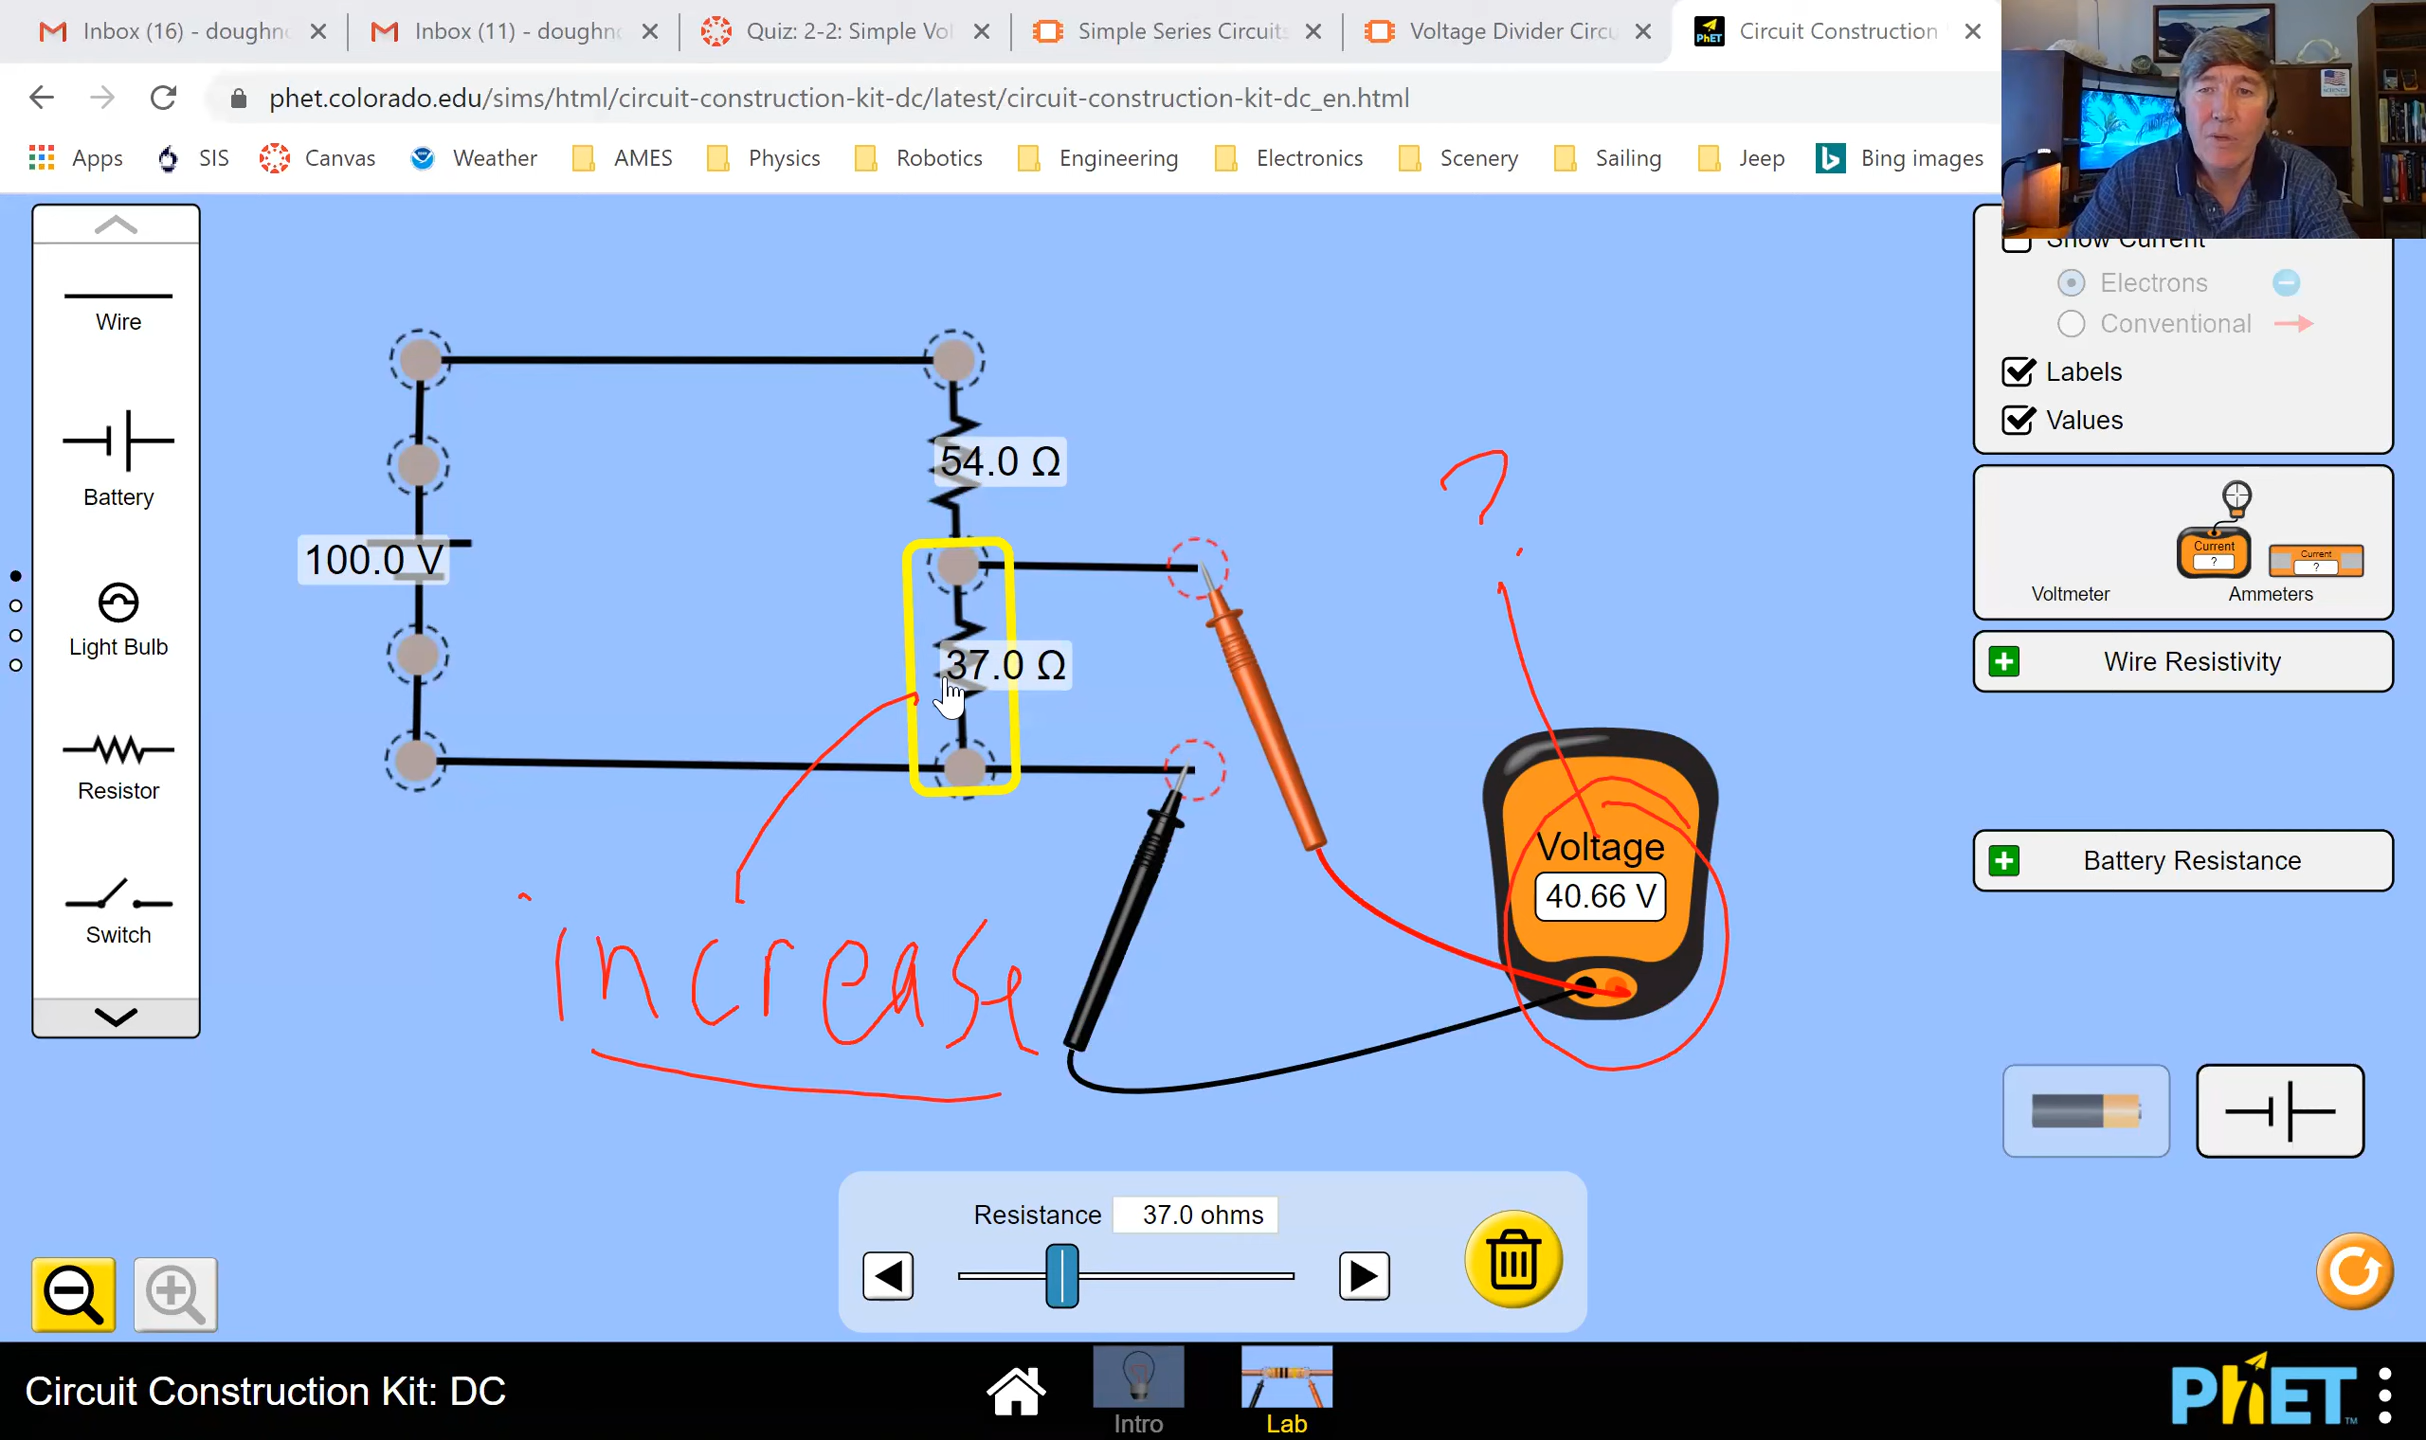 Inbox (16) - doughn
Inbox (11) - doughn
Quiz: 2-2: Simple Vol
Simple Series Circuits
Voltage Divider Circu
Circuit Construction
phet.colorado.edu/sims/html/circuit-construction-kit-dc/latest/circuit-construction-kit-dc_en.html
Apps
SIS
Canvas
Weather
AMES
Physics
Robotics
Engineering
Electronics
Scenery
Sailing
Jeep
Bing images
Wire
Battery
Light Bulb
Resistor
Switch
100.0 V
54.0 Ω
37.0 Ω
?
increase
Voltage
40.66 V
Show Current
Electrons
Conventional
Labels
Values
Current
?
Current
?
Voltmeter
Ammeters
Wire Resistivity
Battery Resistance
Resistance
37.0 ohms
Circuit Construction Kit: DC
Intro
Lab
PhET